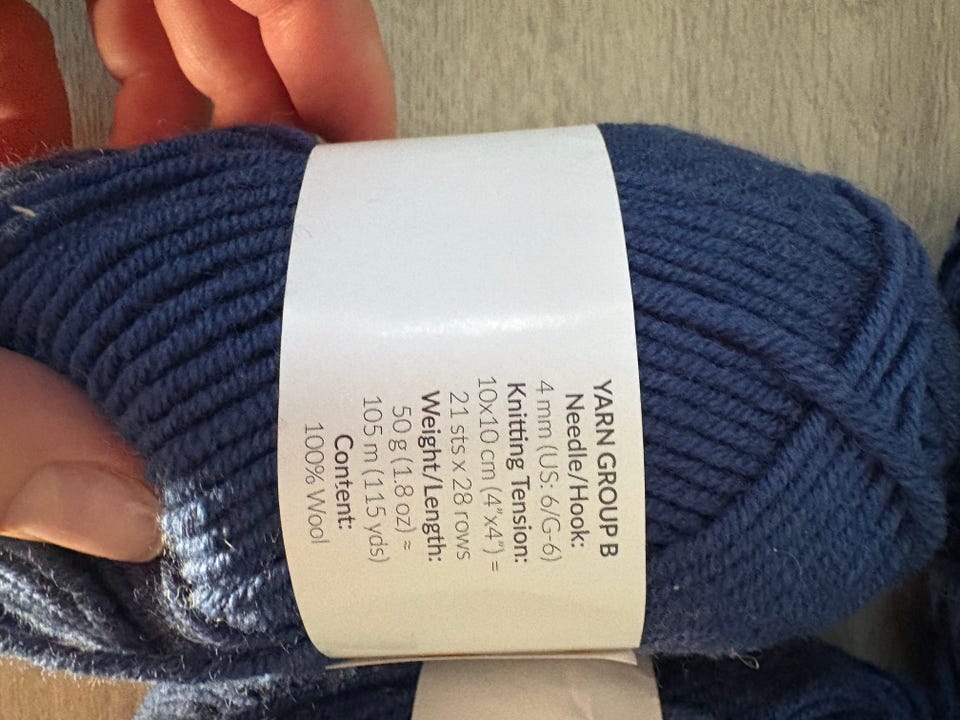 YARN GROUP B
Needle/Hook:
4 mm (US: 6/G-6)
Knitting Tension:
10x10 cm (4"x4") =
21 sts x 28 rows
Weight/Length:
50 g (1.8 oz) ≈
105 m (115 yds)
Content:
100% Wool